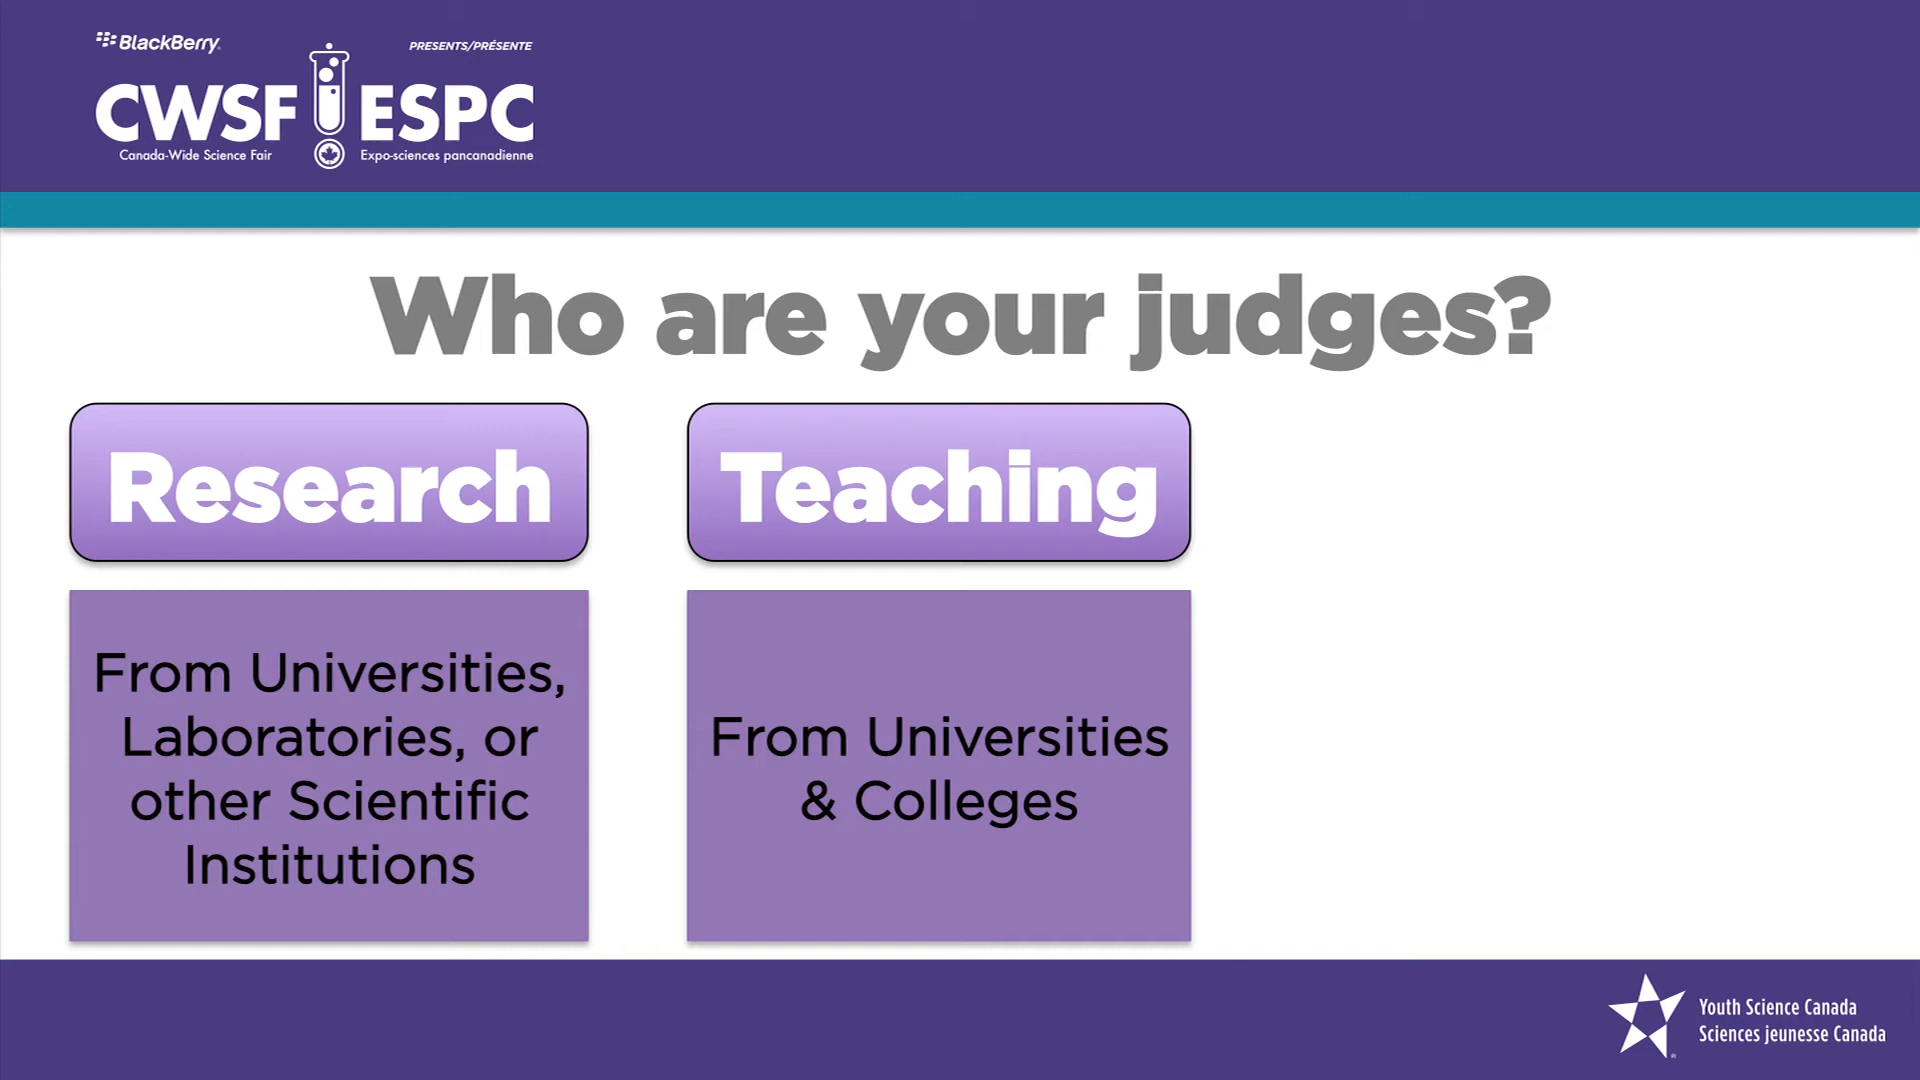 BlackBerry
PRESENTS/PRÉSENTE
CWSF ESPC
Canada-Wide Science Fair
Expo-sciences pancanadienne
Who are your judges?
Research
From Universities,
Laboratories, or
other Scientific
Institutions
Teaching
From Universities
& Colleges
Youth Science Canada
Sciences jeunesse Canada